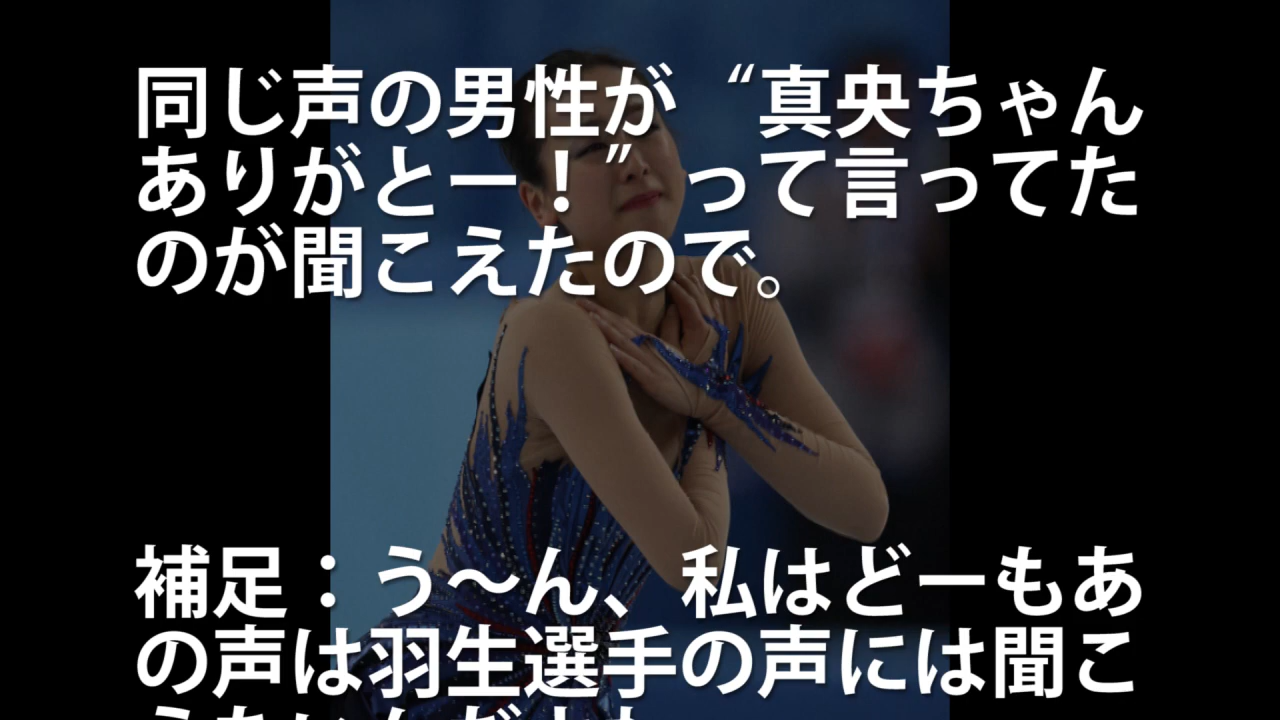 同じ声の男性が“真央ちゃん
ありがとー！”って言ってた
のが聞こえたので。
補足：う～ん、私はどーもあ
の声は羽生選手の声には聞こ